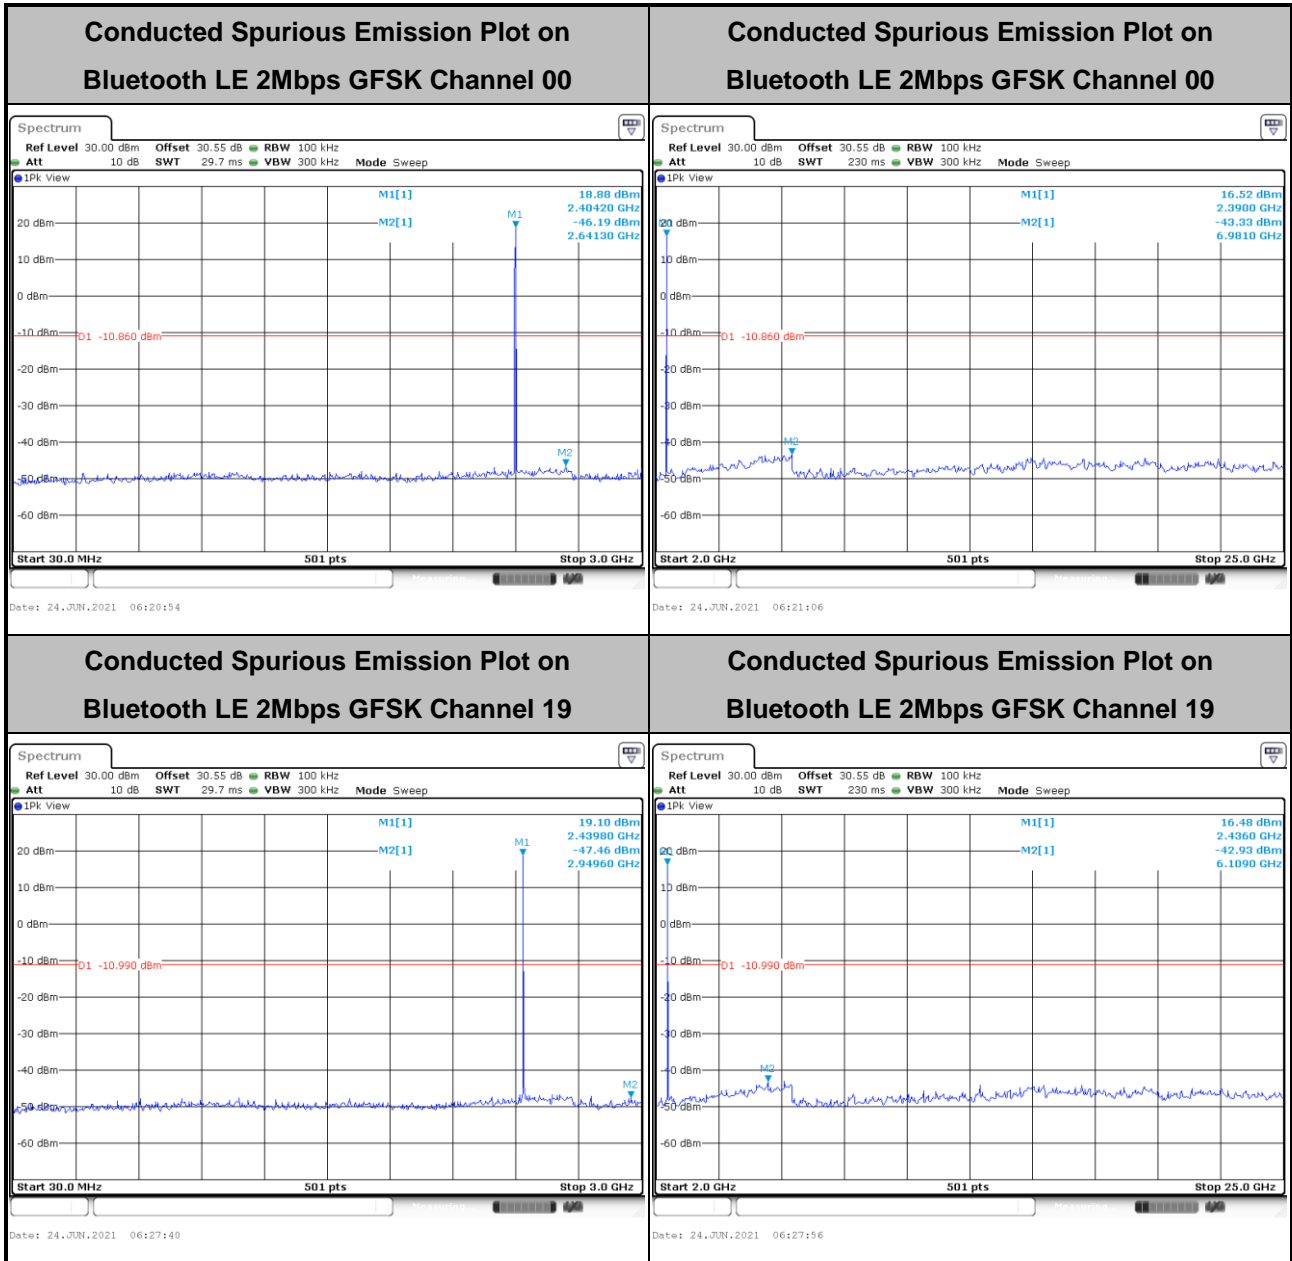 Conducted Spurious Emission Plot on
Bluetooth LE 2Mbps GFSK Channel 00
Spectrum
Ref Level 30.00 dBm Offset 30.55 dB RBW 100 kHz
Att 10 dB SWT 29.7 ms VBW 300 kHz Mode Sweep
1Pk View
M1[1] 18.88 dBm
2.40420 GHz
M2[1] -46.19 dBm
2.64130 GHz
M1
20 dBm
10 dBm
0 dBm
-10 dBm
D1 -10.860 dBm
-20 dBm
-30 dBm
-40 dBm
M2
-50 dBm
-60 dBm
Start 30.0 MHz 501 pts Stop 3.0 GHz
Measuring...
Date: 24.JUN.2021 06:20:54
Conducted Spurious Emission Plot on
Bluetooth LE 2Mbps GFSK Channel 00
Spectrum
Ref Level 30.00 dBm Offset 30.55 dB RBW 100 kHz
Att 10 dB SWT 230 ms VBW 300 kHz Mode Sweep
1Pk View
M1[1] 16.52 dBm
2.3900 GHz
M2[1] -43.33 dBm
6.9810 GHz
20 dBm
10 dBm
0 dBm
-10 dBm
D1 -10.860 dBm
-20 dBm
-30 dBm
-40 dBm
M2
-50 dBm
-60 dBm
Start 2.0 GHz 501 pts Stop 25.0 GHz
Measuring...
Date: 24.JUN.2021 06:21:06
Conducted Spurious Emission Plot on
Bluetooth LE 2Mbps GFSK Channel 19
Spectrum
Ref Level 30.00 dBm Offset 30.55 dB RBW 100 kHz
Att 10 dB SWT 29.7 ms VBW 300 kHz Mode Sweep
1Pk View
M1[1] 19.10 dBm
2.43980 GHz
M2[1] -47.46 dBm
2.94960 GHz
M1
20 dBm
10 dBm
0 dBm
-10 dBm
D1 -10.990 dBm
-20 dBm
-30 dBm
-40 dBm
M2
-50 dBm
-60 dBm
Start 30.0 MHz 501 pts Stop 3.0 GHz
Measuring...
Date: 24.JUN.2021 06:27:40
Conducted Spurious Emission Plot on
Bluetooth LE 2Mbps GFSK Channel 19
Spectrum
Ref Level 30.00 dBm Offset 30.55 dB RBW 100 kHz
Att 10 dB SWT 230 ms VBW 300 kHz Mode Sweep
1Pk View
M1[1] 16.48 dBm
2.4360 GHz
M2[1] -42.93 dBm
6.1090 GHz
20 dBm
10 dBm
0 dBm
-10 dBm
D1 -10.990 dBm
-20 dBm
-30 dBm
-40 dBm
M2
-50 dBm
-60 dBm
Start 2.0 GHz 501 pts Stop 25.0 GHz
Measuring...
Date: 24.JUN.2021 06:27:56